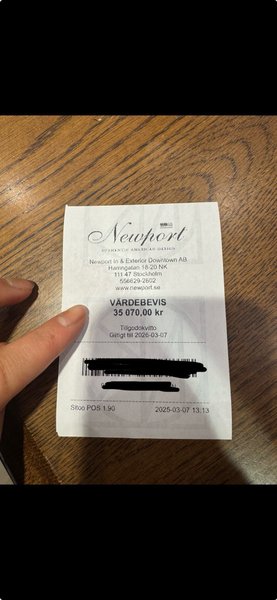 Newport
AUTHENTIC AMERICAN DESIGN
Newport In & Exterior Downtown AB
Hamngatan 18-20 NK
111 47 Stockholm
556629-2602
www.newport.se
VÄRDEBEVIS
35 070,00 kr
Tillgodokvitto
Giltigt till 2026-03-07
Sitoo POS 1.90
2025-03-07 13:13